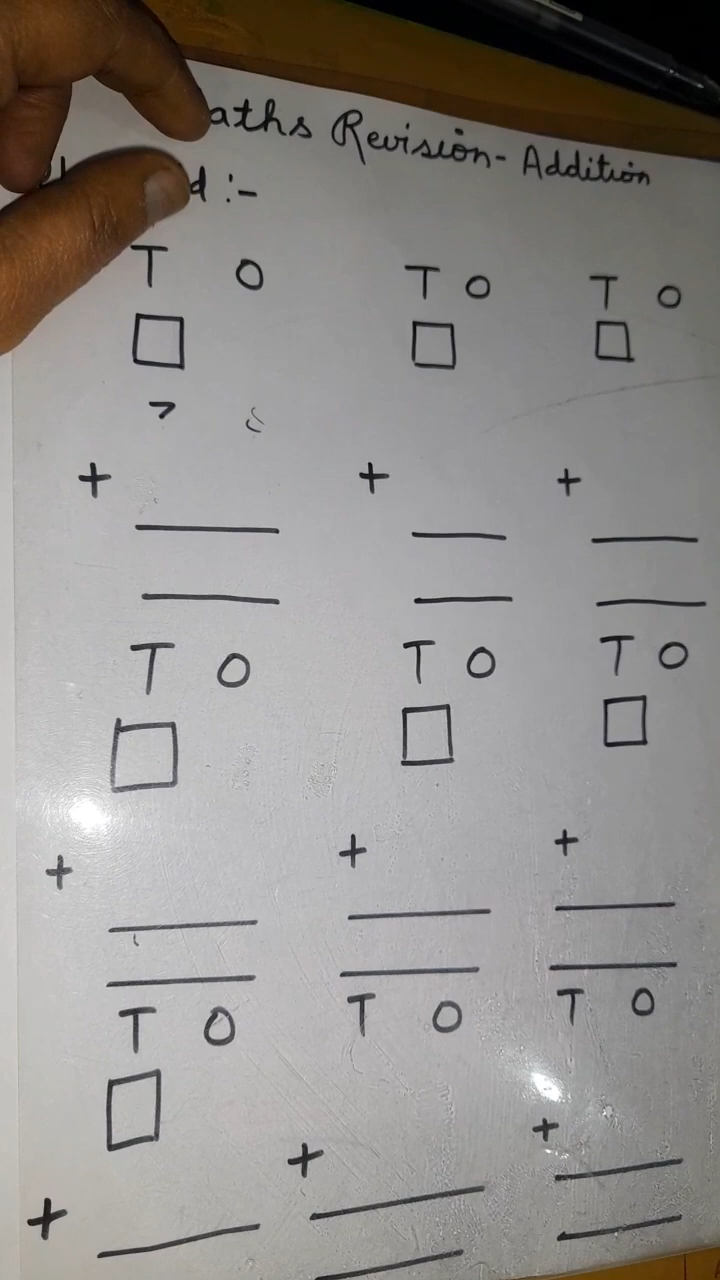 aths Revision- Addition
d :-
T O T O T O
+ + +
T O T O T O
+ + +
T O T O T O
+ + +